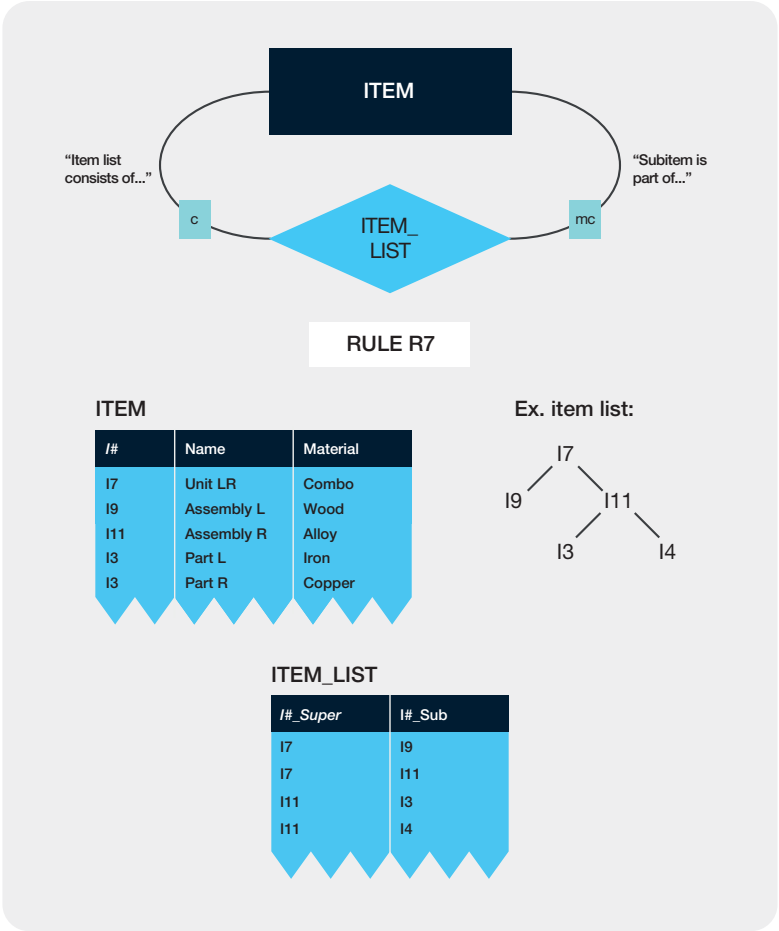 ITEM
“Item list
consists of...”
“Subitem is
part of...”
c
mc
ITEM_
LIST
RULE R7
ITEM
I# Name Material
I7 Unit LR Combo
I9 Assembly L Wood
I11 Assembly R Alloy
I3 Part L Iron
I3 Part R Copper
Ex. item list:
I7
I9 I11
I3 I4
ITEM_LIST
I#_Super I#_Sub
I7 I9
I7 I11
I11 I3
I11 I4